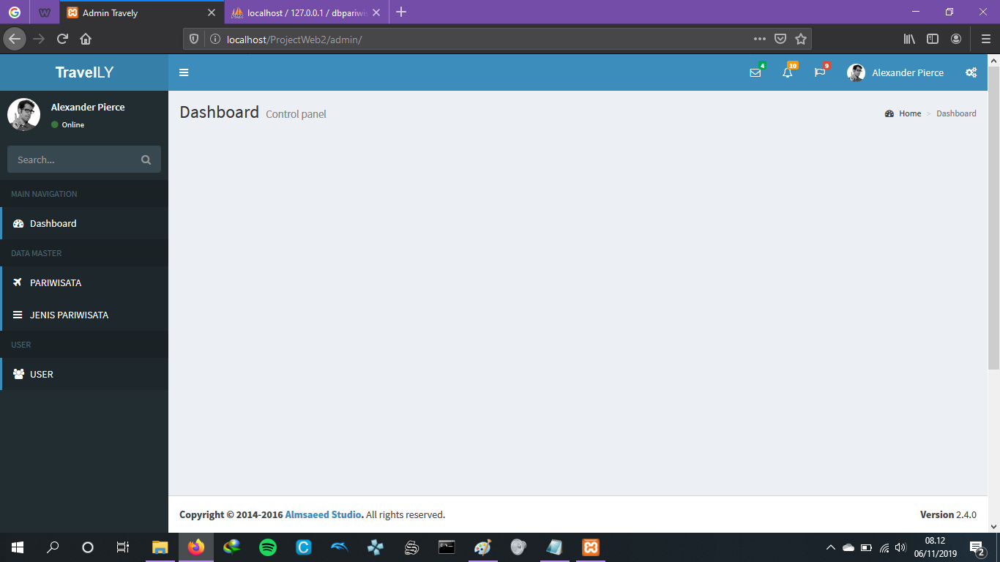 Admin Travely
localhost / 127.0.0.1 / dbpariwis
localhost/ProjectWeb2/admin/
TravelLY
4
10
9
Alexander Pierce
Alexander Pierce
Online
Dashboard Control panel
Home > Dashboard
Search...
MAIN NAVIGATION
Dashboard
DATA MASTER
PARIWISATA
JENIS PARIWISATA
USER
USER
Copyright © 2014-2016 Almsaeed Studio. All rights reserved.
Version 2.4.0
08.12
06/11/2019
2